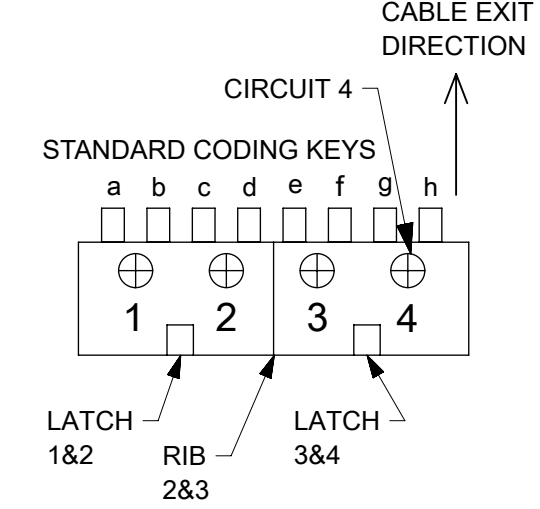 CABLE EXIT
DIRECTION
CIRCUIT 4
STANDARD CODING KEYS
a b c d e f g h
1 2 3 4
LATCH
1&2
RIB
2&3
LATCH
3&4